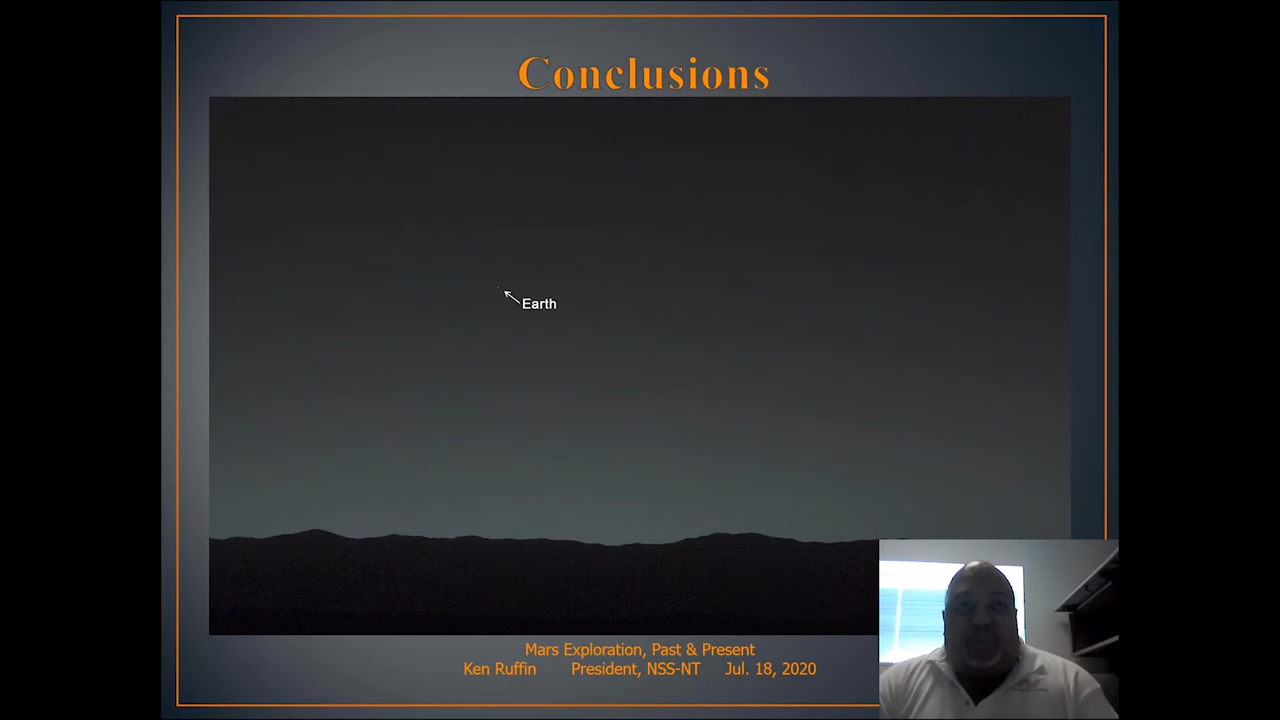 Conclusions
Earth
Mars Exploration, Past & Present
Ken Ruffin President, NSS-NT Jul. 18, 2020